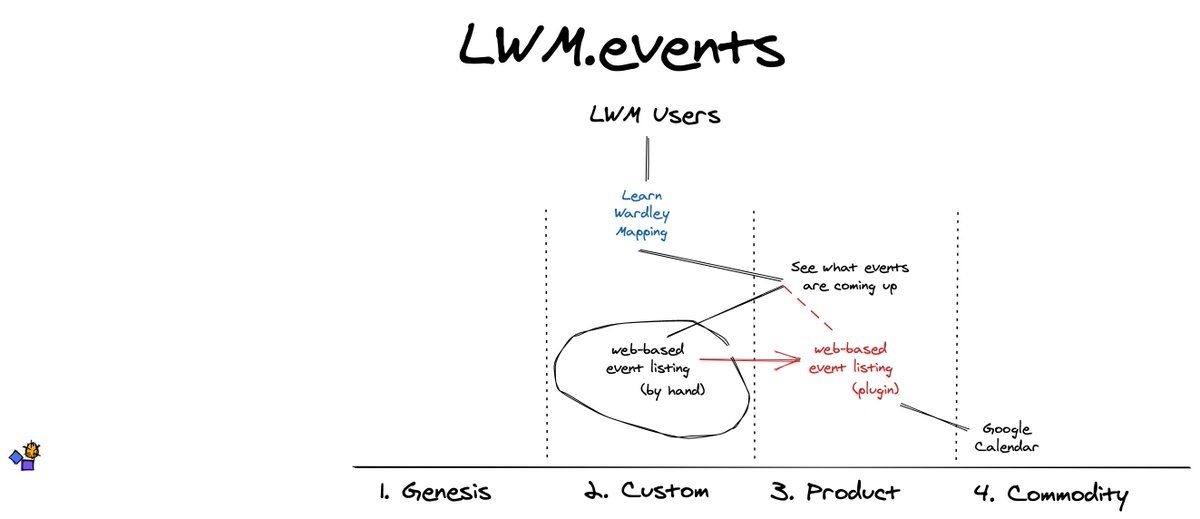 LWM.events
LWM Users
Learn
Wardley
Mapping
See what events
are coming up
web-based
event listing
(by hand)
web-based
event listing
(plugin)
Google
Calendar
1. Genesis
2. Custom
3. Product
4. Commodity